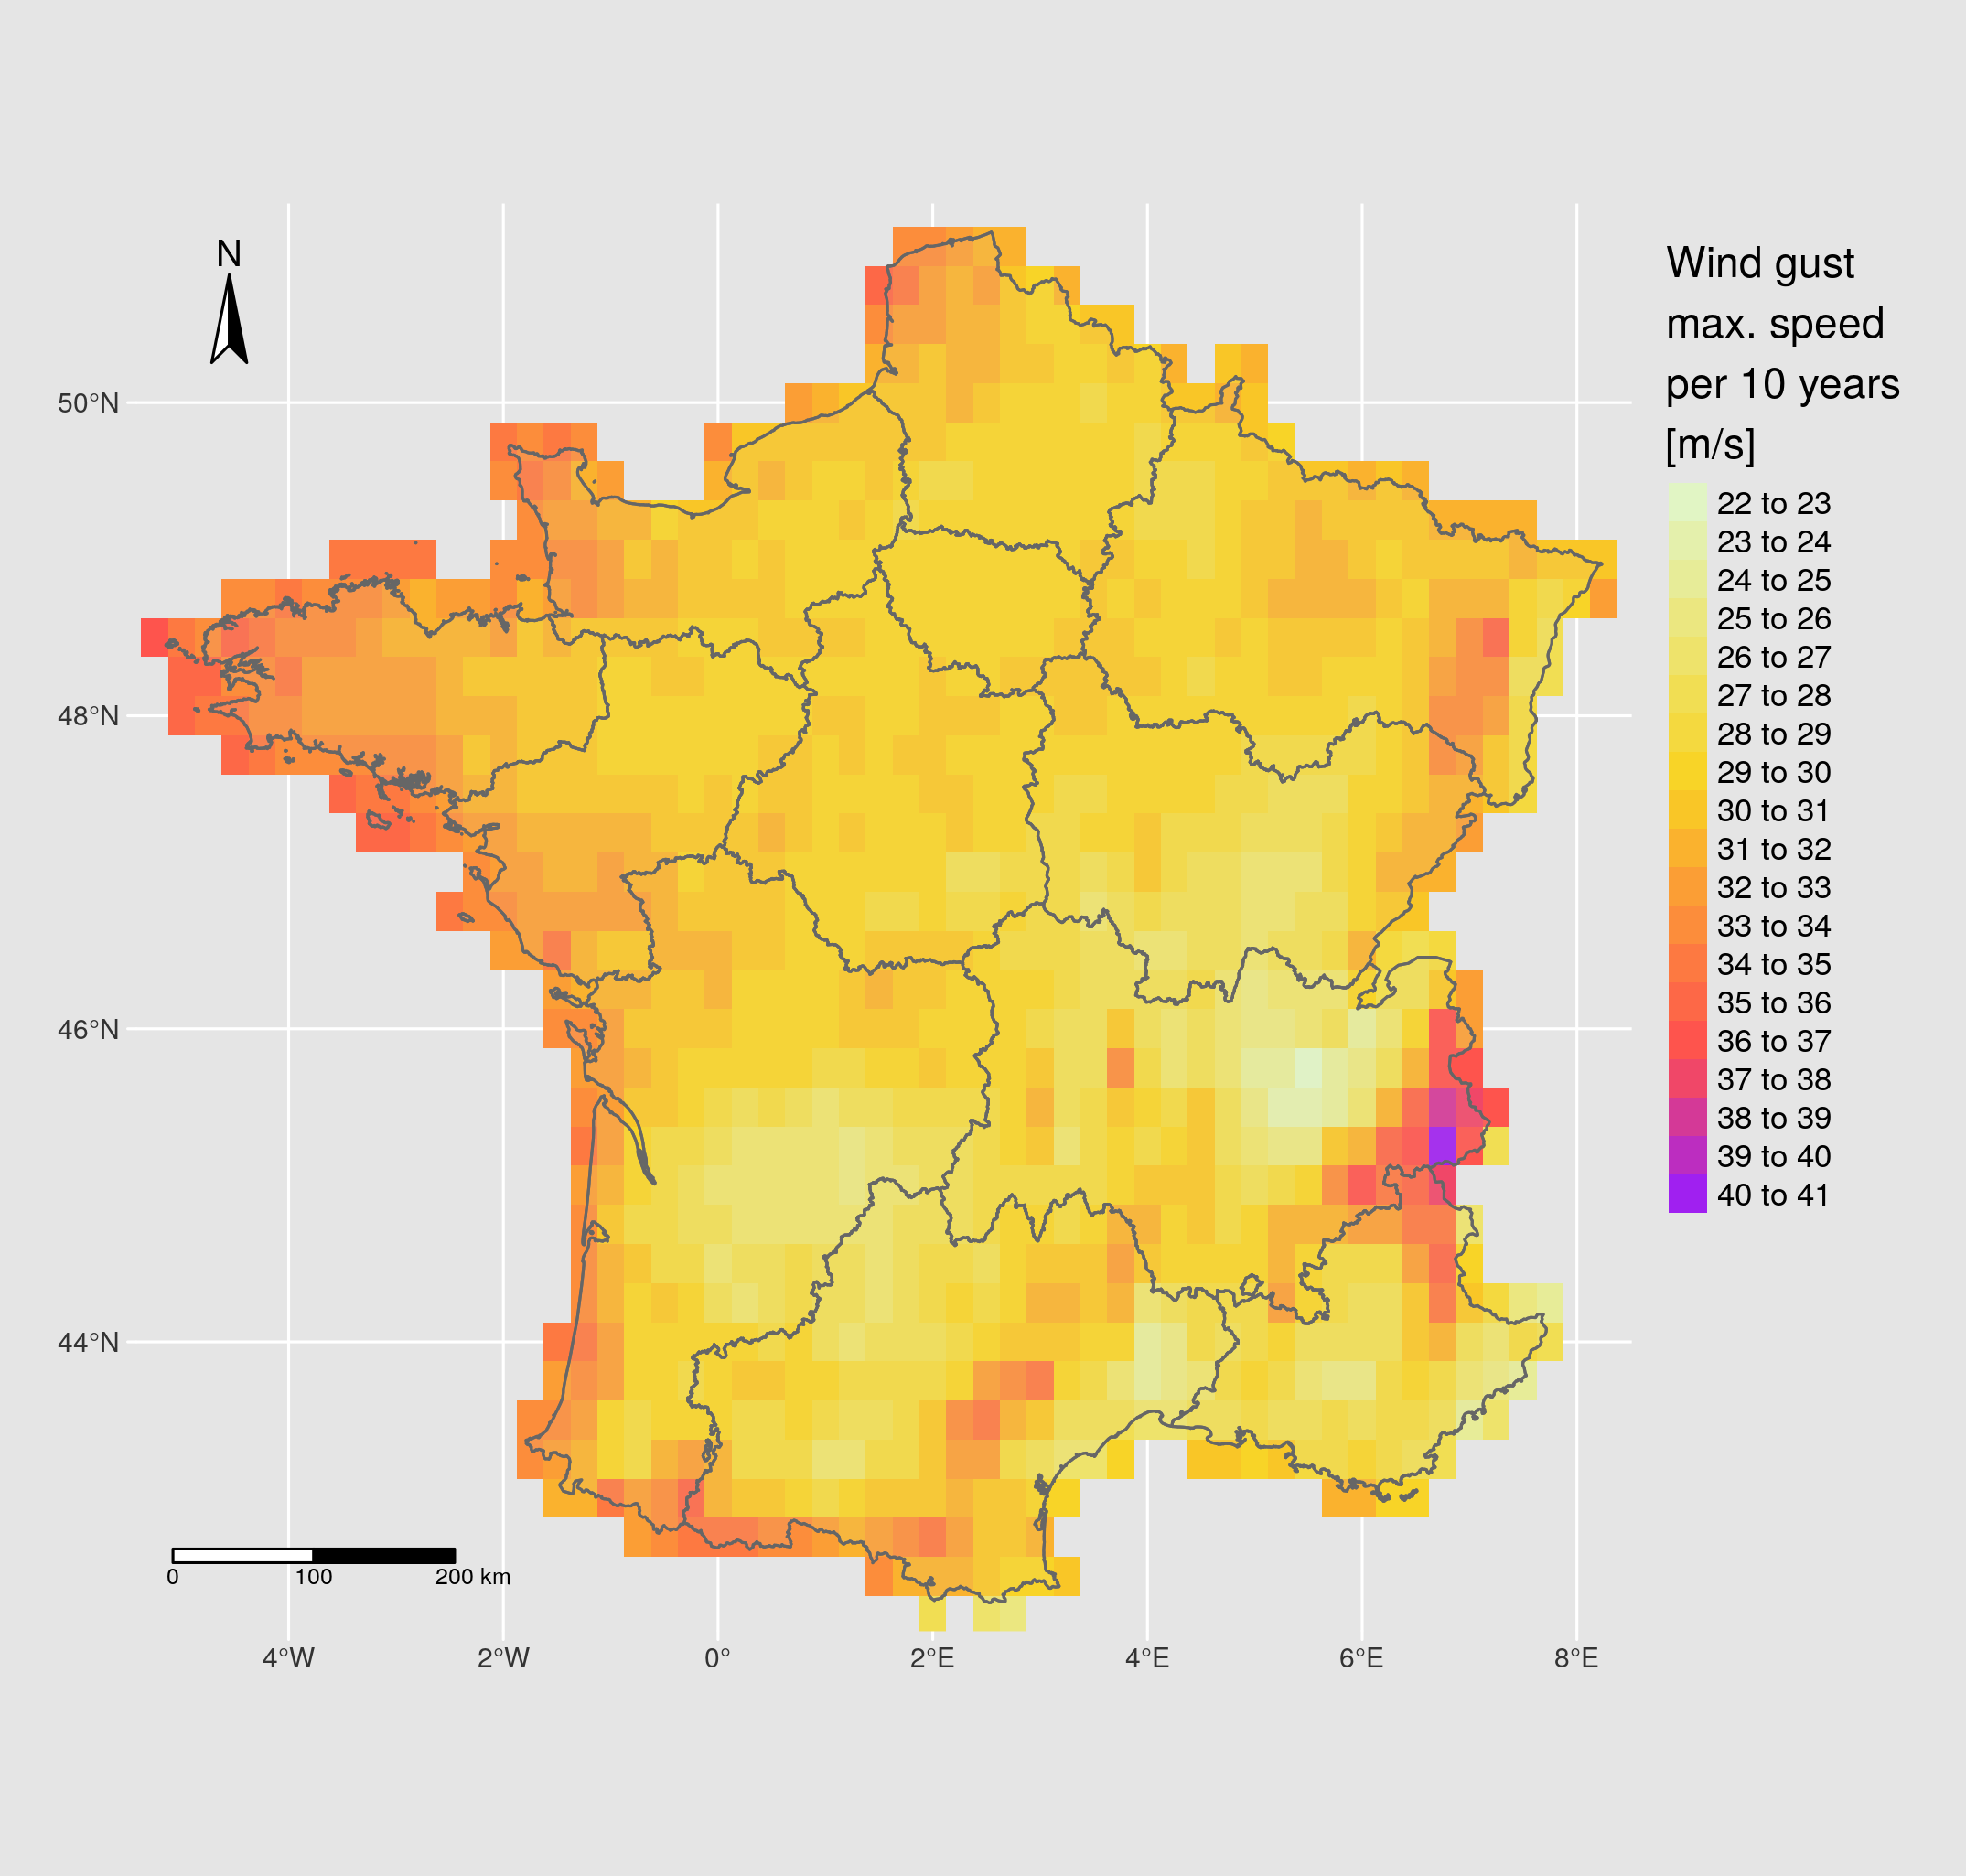 N
Wind gust
max. speed
per 10 years
[m/s]
22 to 23
23 to 24
24 to 25
25 to 26
26 to 27
27 to 28
28 to 29
29 to 30
30 to 31
31 to 32
32 to 33
33 to 34
34 to 35
35 to 36
36 to 37
37 to 38
38 to 39
39 to 40
40 to 41
50°N
48°N
46°N
44°N
0 100 200 km
4°W 2°W 0° 2°E 4°E 6°E 8°E